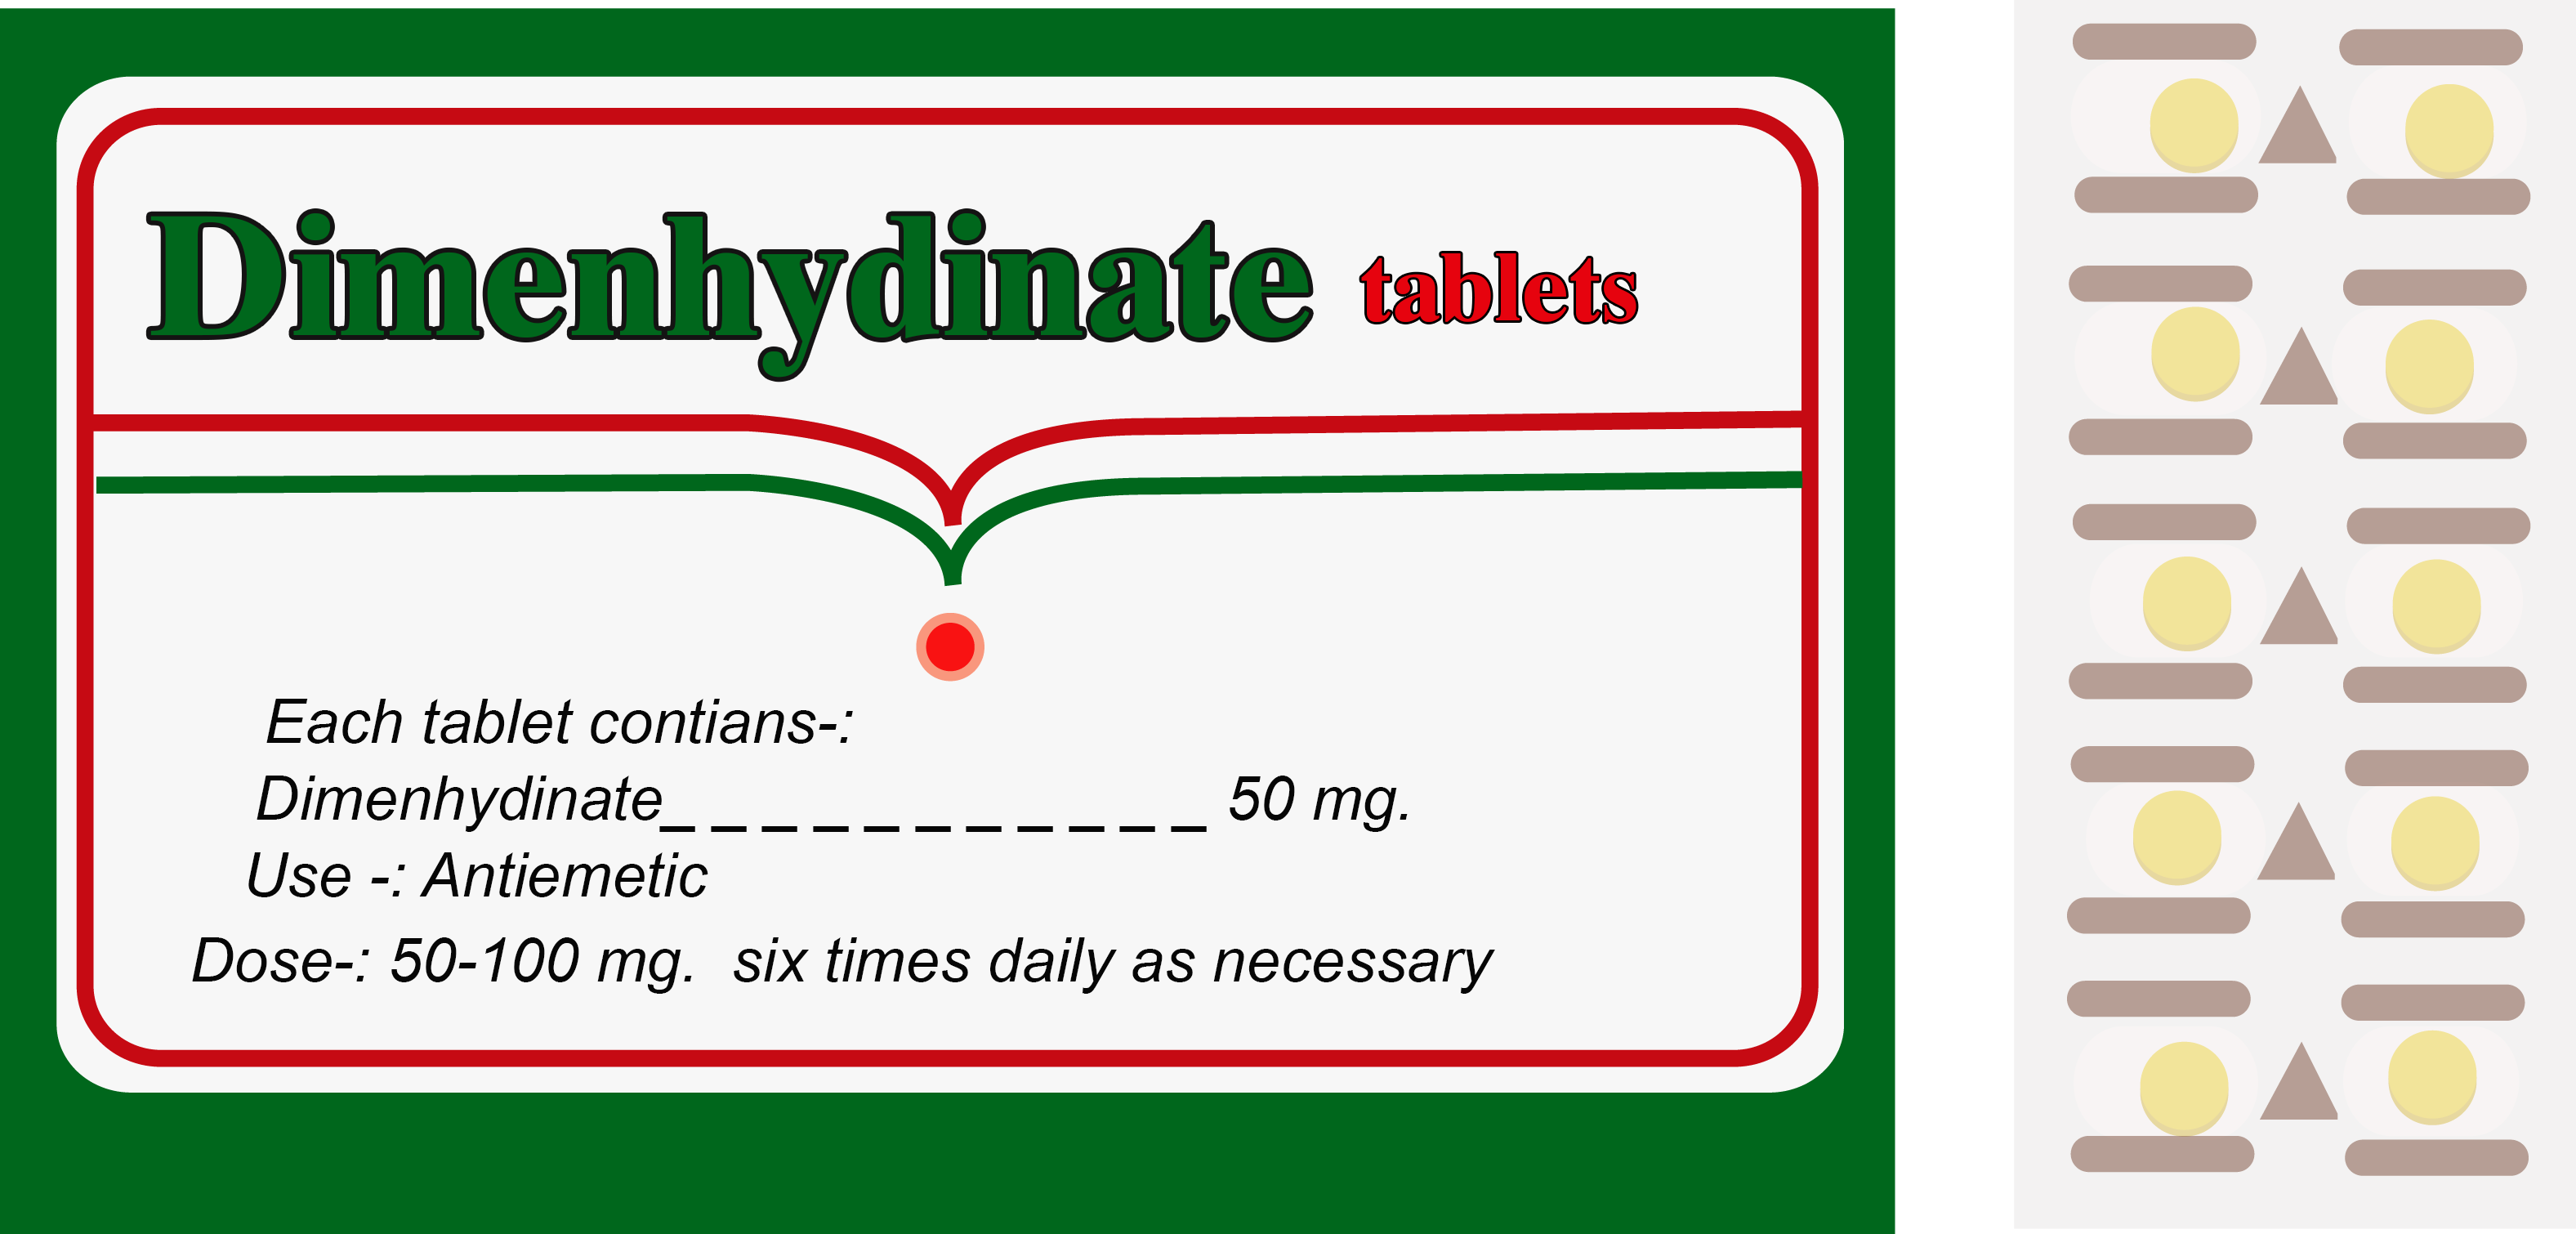 Dimenhydinate tablets
Each tablet contians-:
Dimenhydinate_ _ _ _ _ _ _ _ _ _ _ 50 mg.
Use -: Antiemetic
Dose-: 50-100 mg. six times daily as necessary